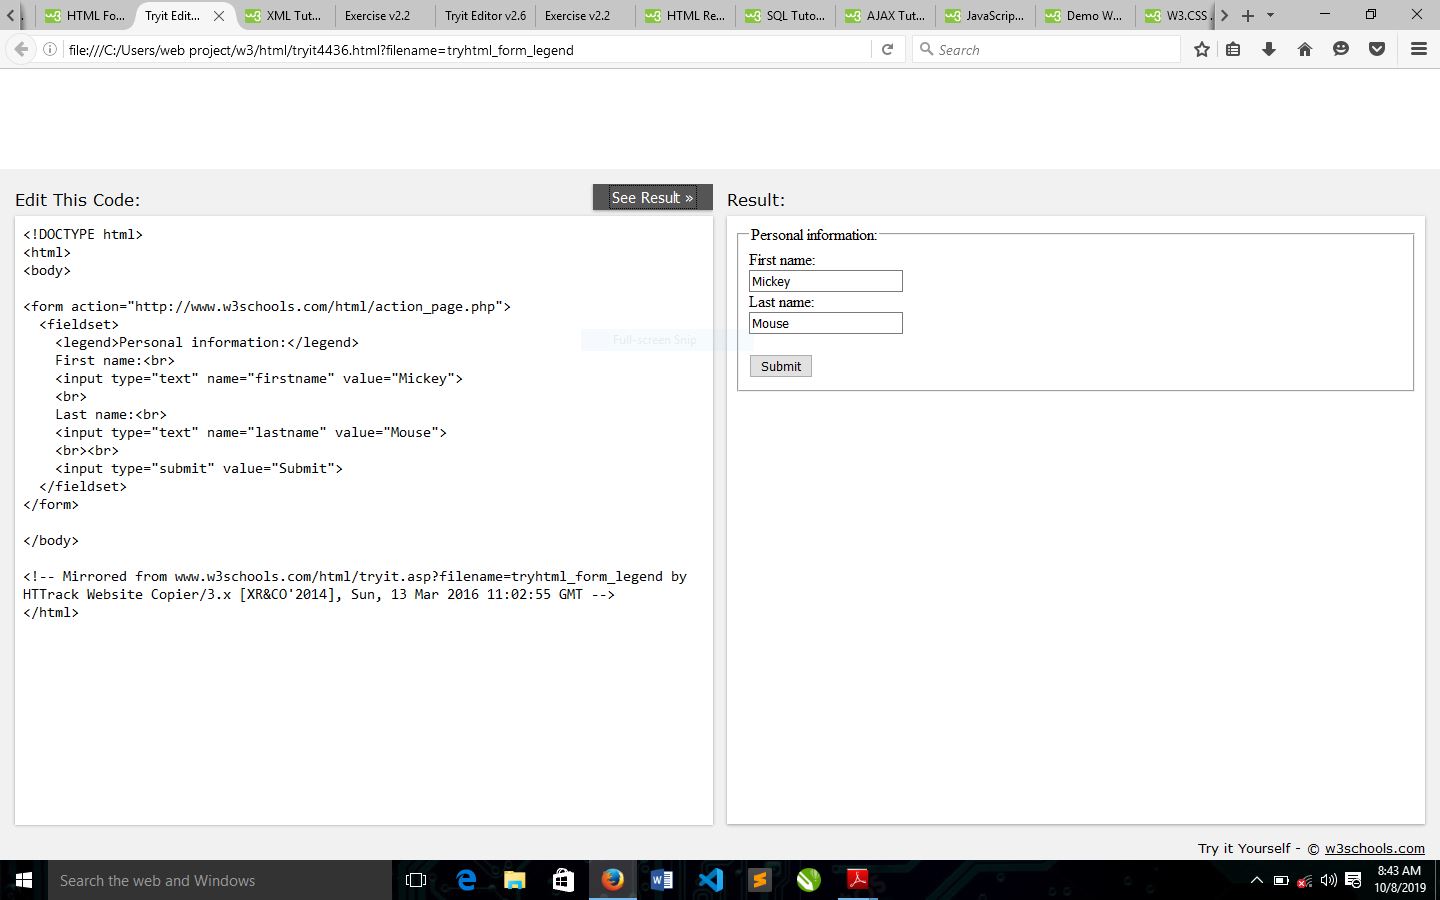 HTML Fo...
Tryit Edit...
XML Tut...
Exercise v2.2
Tryit Editor v2.6
Exercise v2.2
HTML Re...
SQL Tuto...
AJAX Tut...
JavaScrip...
Demo W...
W3.CSS
file:///C:/Users/web project/w3/html/tryit4436.html?filename=tryhtml_form_legend
Search
Edit This Code:
See Result »
<!DOCTYPE html>
<html>
<body>
<form action="http://www.w3schools.com/html/action_page.php">
<fieldset>
<legend>Personal information:</legend>
First name:<br>
<input type="text" name="firstname" value="Mickey">
<br>
Last name:<br>
<input type="text" name="lastname" value="Mouse">
<br><br>
<input type="submit" value="Submit">
</fieldset>
</form>
</body>
<!-- Mirrored from www.w3schools.com/html/tryit.asp?filename=tryhtml_form_legend by
HTTrack Website Copier/3.x [XR&CO'2014], Sun, 13 Mar 2016 11:02:55 GMT -->
</html>
Full-screen Snip
Result:
Personal information:
First name:
Mickey
Last name:
Mouse
Submit
Try it Yourself - © w3schools.com
Search the web and Windows
8:43 AM
10/8/2019